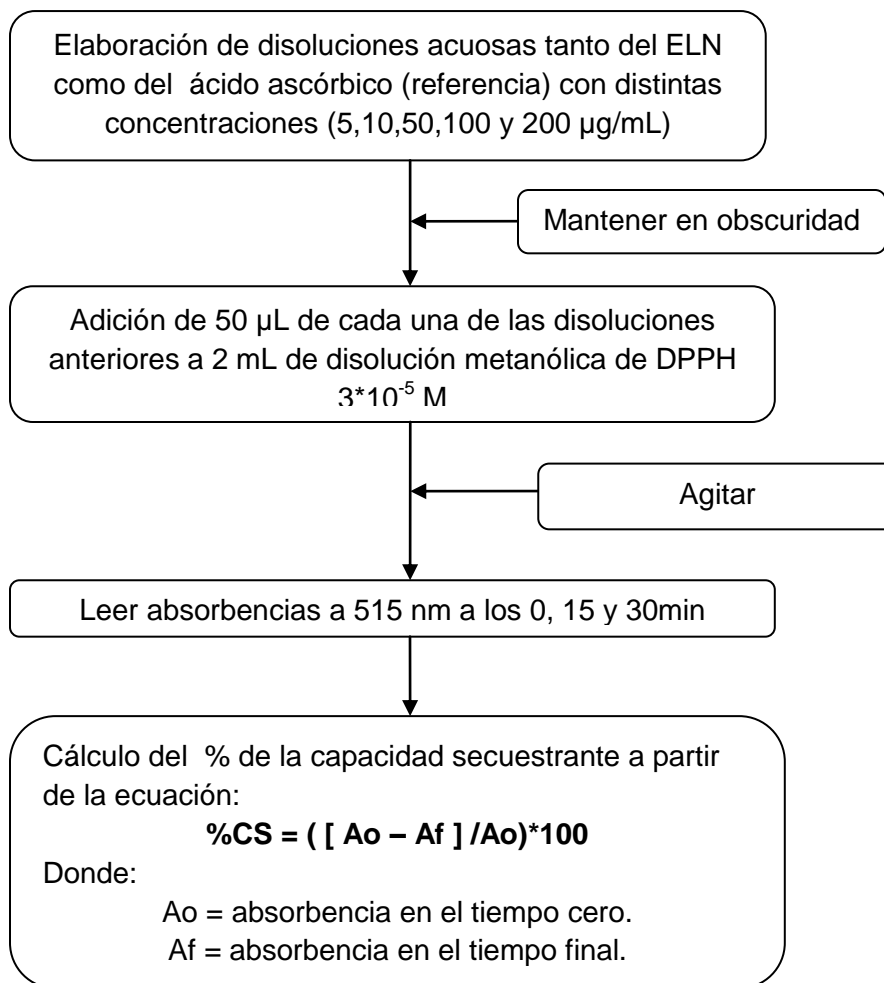 Elaboración de disoluciones acuosas tanto del ELN
como del ácido ascórbico (referencia) con distintas
concentraciones (5,10,50,100 y 200 µg/mL)
Mantener en obscuridad
Adición de 50 µL de cada una de las disoluciones
anteriores a 2 mL de disolución metanólica de DPPH
3*10⁻⁵ M
Agitar
Leer absorbencias a 515 nm a los 0, 15 y 30min
Cálculo del % de la capacidad secuestrante a partir
de la ecuación:
%CS = ( [ Ao – Af ] /Ao)*100
Donde:
Ao = absorbencia en el tiempo cero.
Af = absorbencia en el tiempo final.